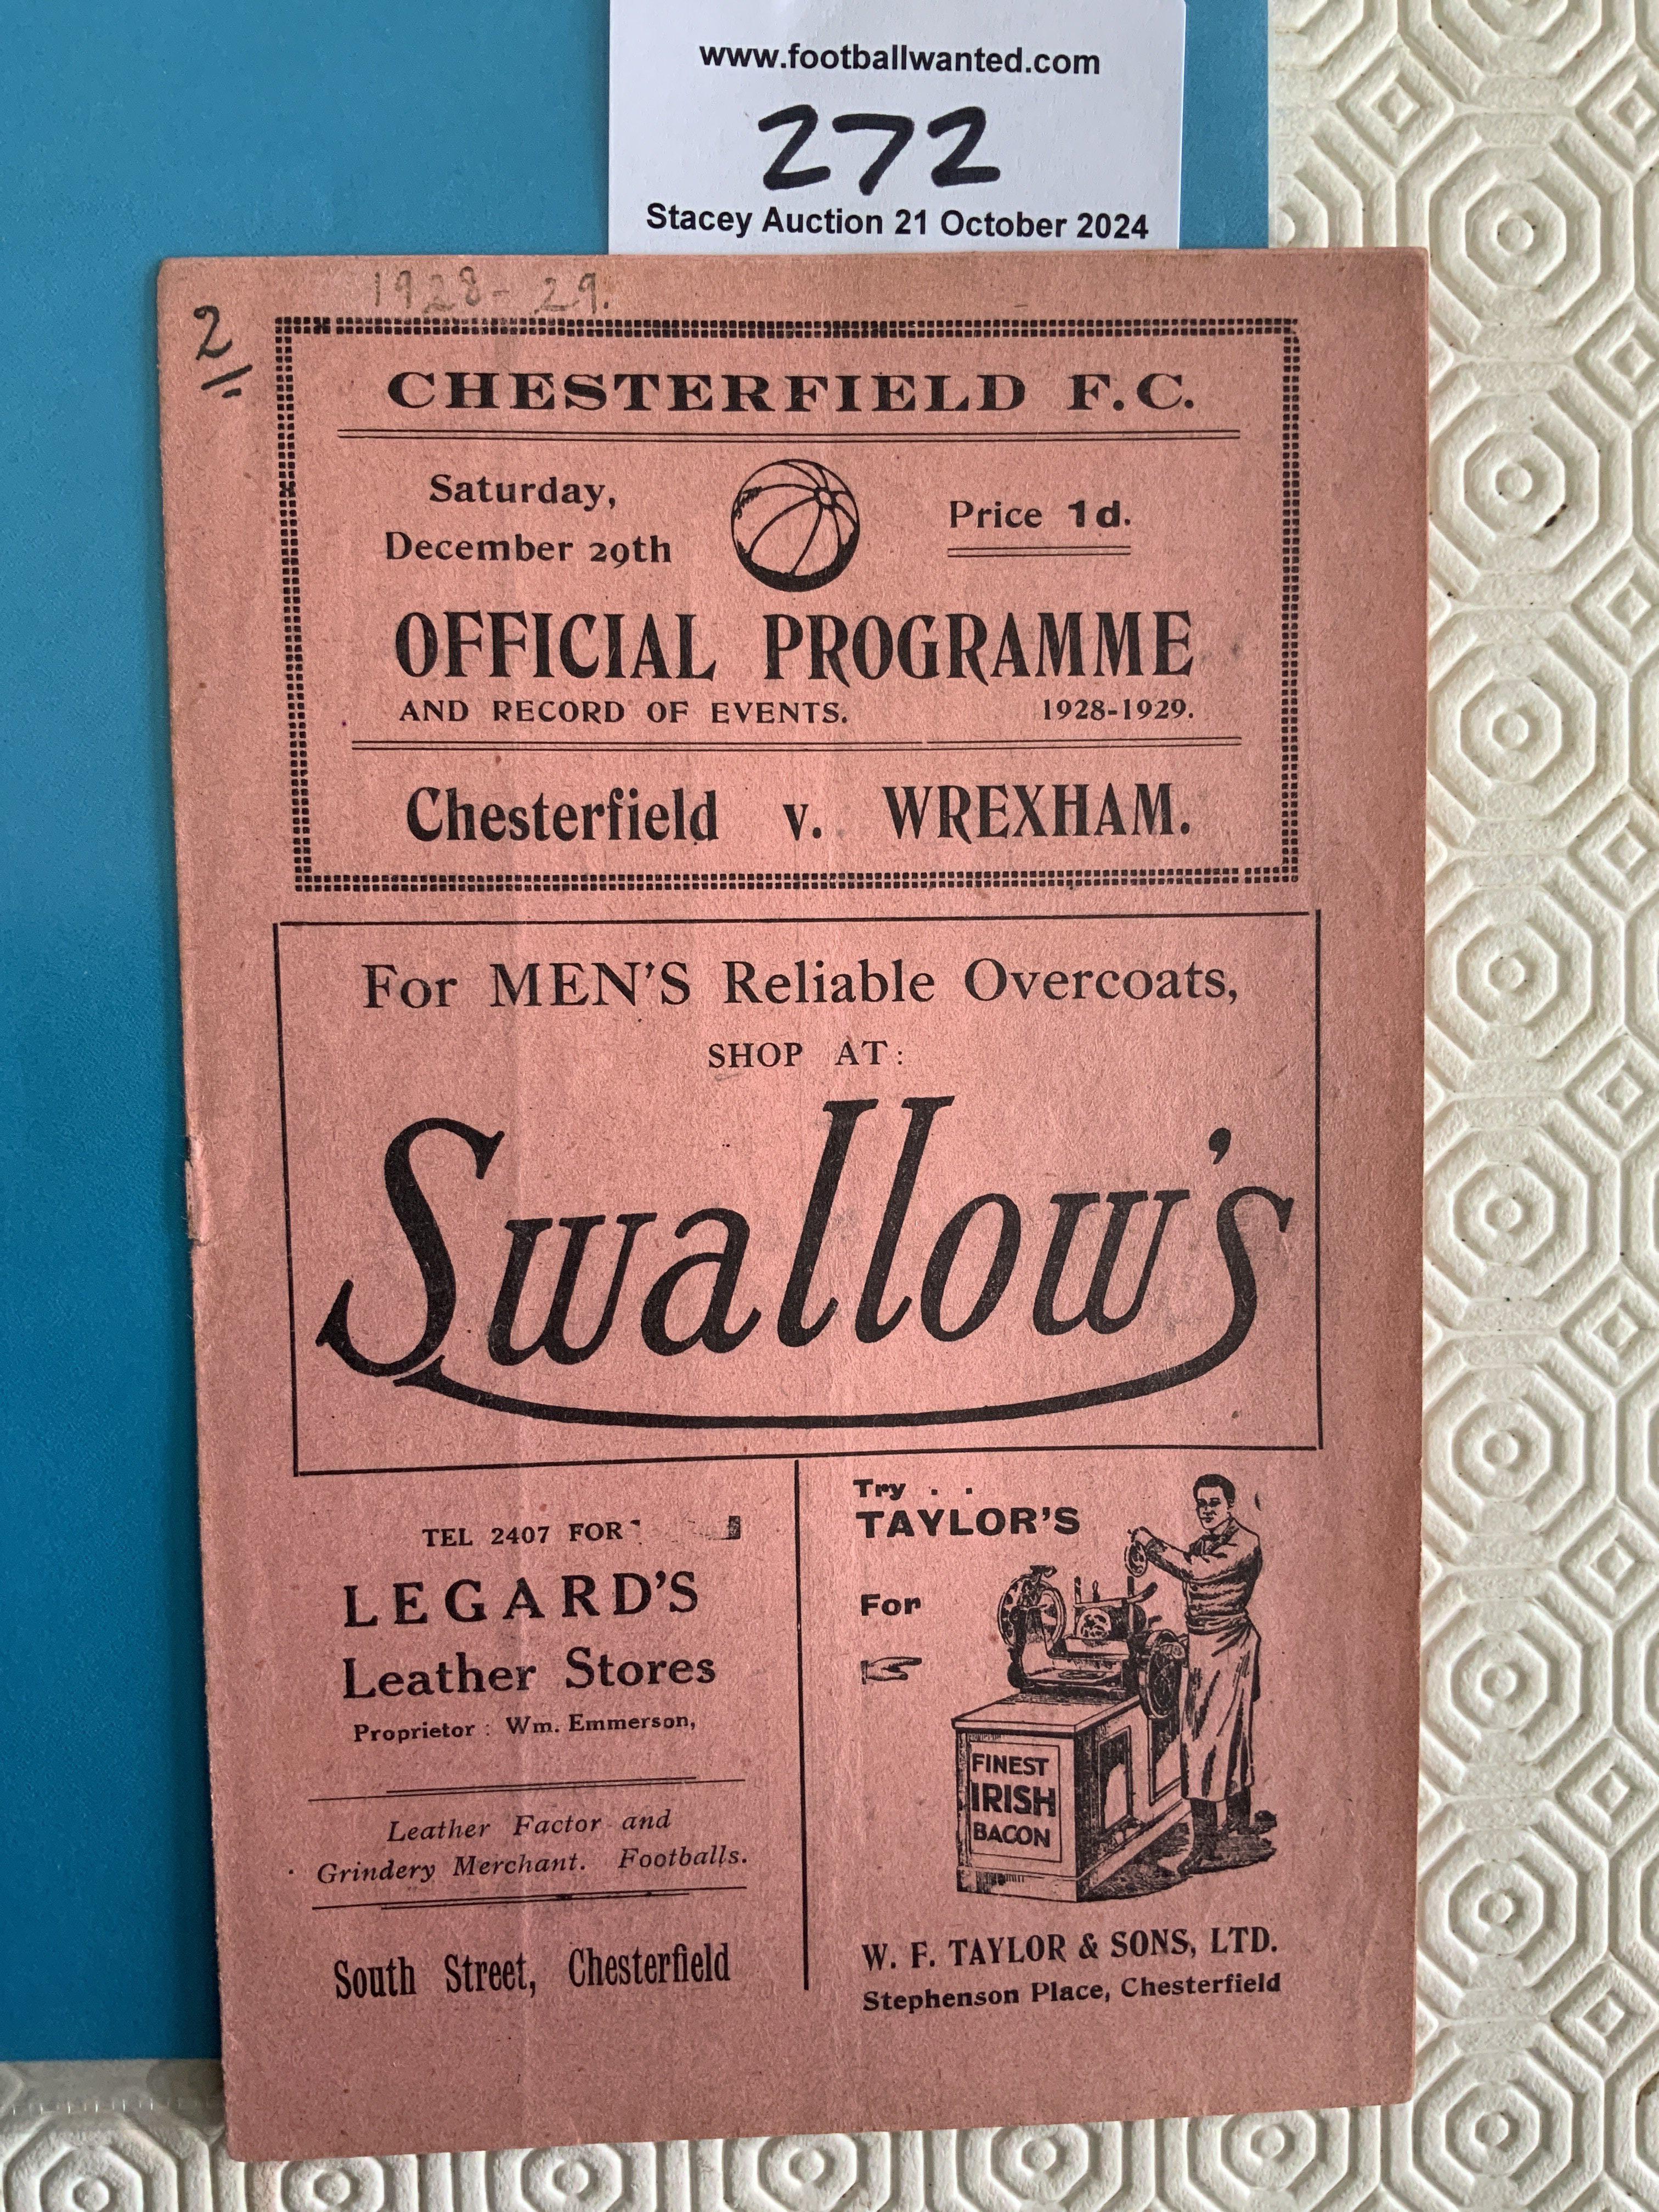 www.footballwanted.com
272
Stacey Auction 21 October 2024
1928-29.
2
CHESTERFIELD F.C.
Saturday,
December 29th
Price 1d.
OFFICIAL PROGRAMME
AND RECORD OF EVENTS. 1928-1929.
Chesterfield v. WREXHAM.
For MEN'S Reliable Overcoats,
SHOP AT:
Swallow's
TEL 2407 FOR
LEGARD'S
Leather Stores
Proprietor : Wm. Emmerson,
Leather Factor and
Grindery Merchant. Footballs.
South Street, Chesterfield
Try . .
TAYLOR'S
For
FINEST
IRISH
BACON
W. F. TAYLOR & SONS, LTD.
Stephenson Place, Chesterfield